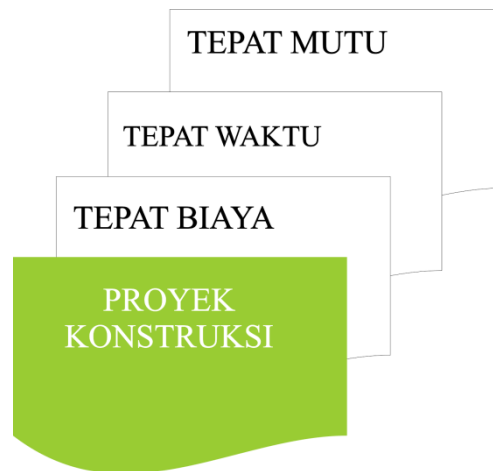 TEPAT MUTU
TEPAT WAKTU
TEPAT BIAYA
PROYEK
KONSTRUKSI